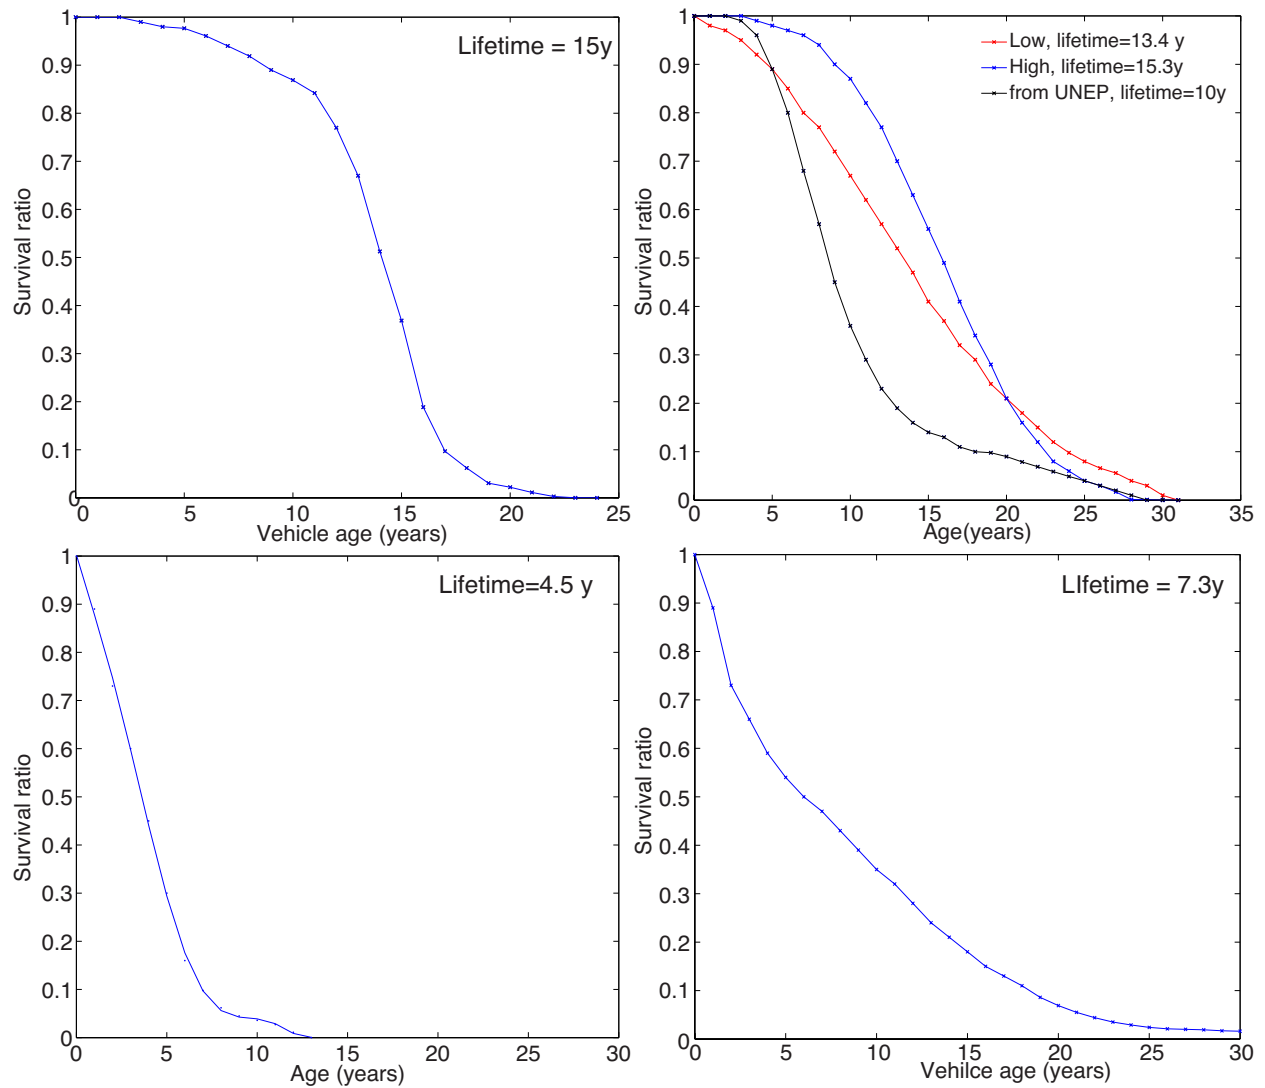 Lifetime = 15y
1
0.9
0.8
0.7
0.6
0.5
0.4
0.3
0.2
0.1
0
Survival ratio
0 5 10 15 20 25
Vehicle age (years)
Low, lifetime=13.4 y
High, lifetime=15.3y
from UNEP, lifetime=10y
1
0.9
0.8
0.7
0.6
0.5
0.4
0.3
0.2
0.1
0
Survival ratio
0 5 10 15 20 25 30 35
Age(years)
Lifetime=4.5 y
1
0.9
0.8
0.7
0.6
0.5
0.4
0.3
0.2
0.1
0
Survival ratio
0 5 10 15 20 25 30
Age (years)
LIfetime = 7.3y
1
0.9
0.8
0.7
0.6
0.5
0.4
0.3
0.2
0.1
0
Survival ratio
0 5 10 15 20 25 30
Vehilce age (years)